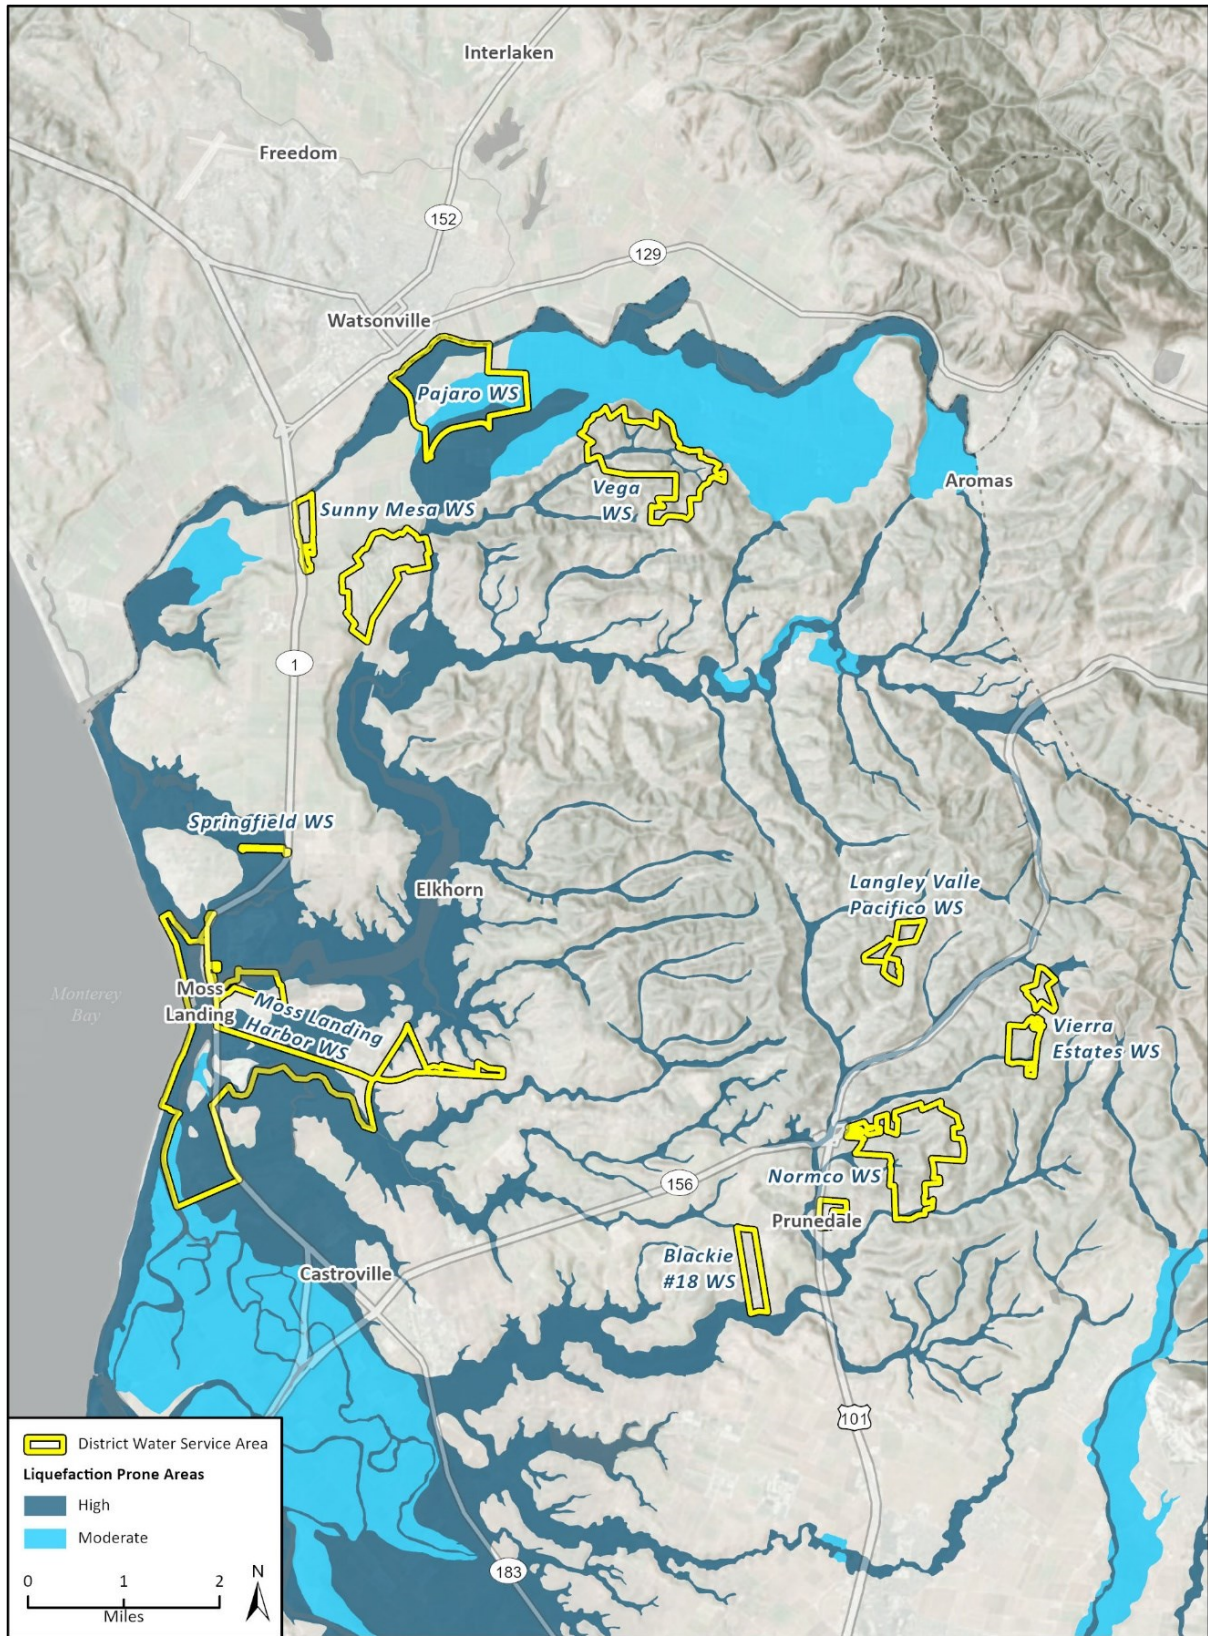 Interlaken
Freedom
152
129
Watsonville
Pajaro WS
Aromas
Vega
WS
Sunny Mesa WS
1
Springfield WS
Elkhorn
Langley Valle
Pacifico WS
Monterey
Bay
Moss
Landing
Moss Landing
Harbor WS
Vierra
Estates WS
156
Normco WS
Prunedale
Blackie
#18 WS
Castroville
101
183
District Water Service Area
Liquefaction Prone Areas
High
Moderate
0 1 2
Miles
N